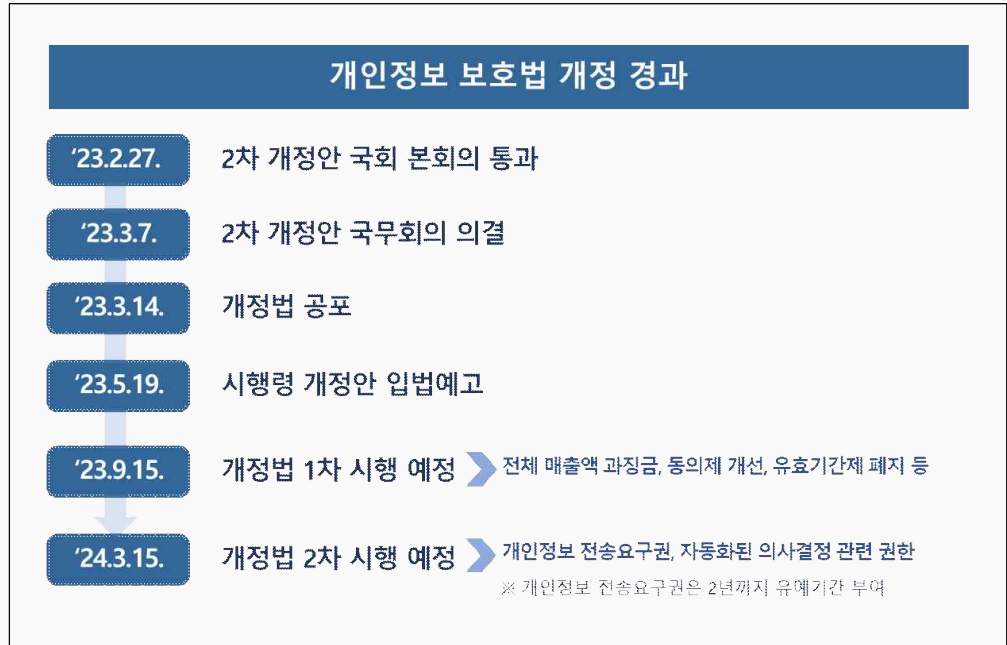 개인정보 보호법 개정 경과
‘23.2.27. 2차 개정안 국회 본회의 통과
‘23.3.7. 2차 개정안 국무회의 의결
‘23.3.14. 개정법 공포
‘23.5.19. 시행령 개정안 입법예고
‘23.9.15. 개정법 1차 시행 예정 전체 매출액 과징금, 동의제 개선, 유효기간제 폐지 등
‘24.3.15. 개정법 2차 시행 예정 개인정보 전송요구권, 자동화된 의사결정 관련 권한
※ 개인정보 전송요구권은 2년까지 유예기간 부여